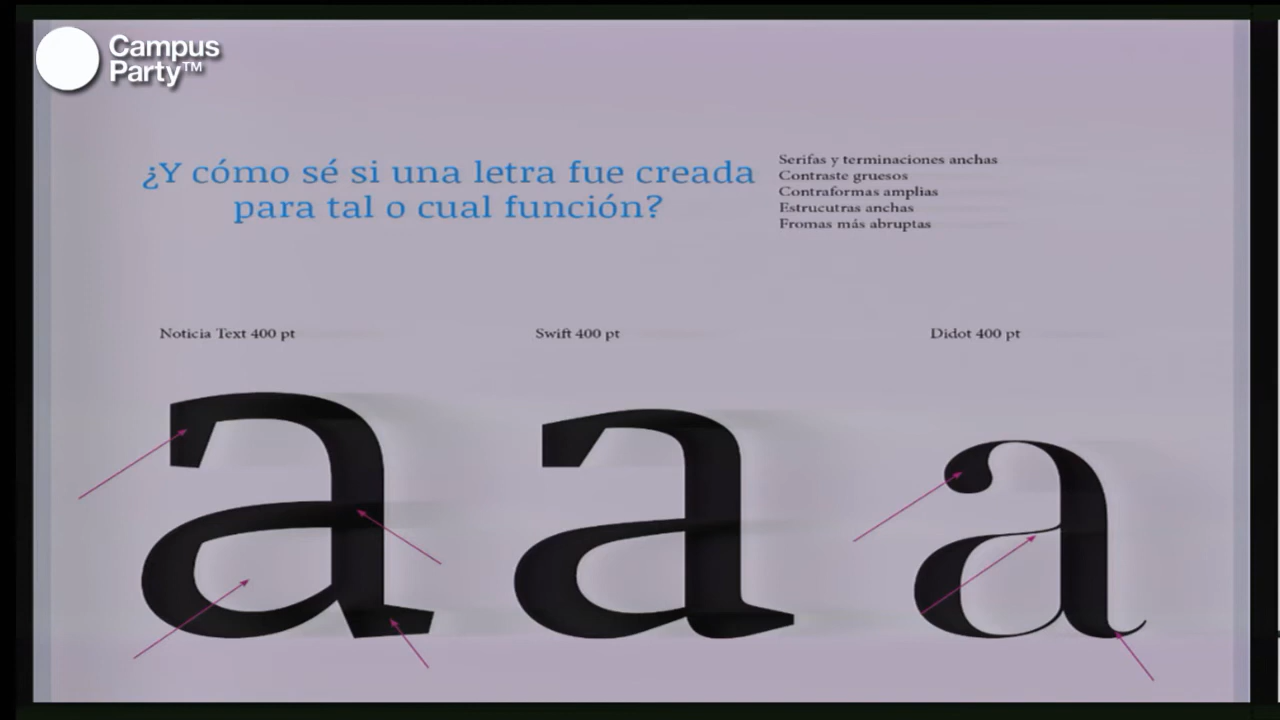 Campus
Party™
¿Y cómo sé si una letra fue creada
para tal o cual función?
Serifas y terminaciones anchas
Contraste gruesos
Contraformas amplias
Estrucutras anchas
Fromas más abruptas
Noticia Text 400 pt
Swift 400 pt
Didot 400 pt
a a a